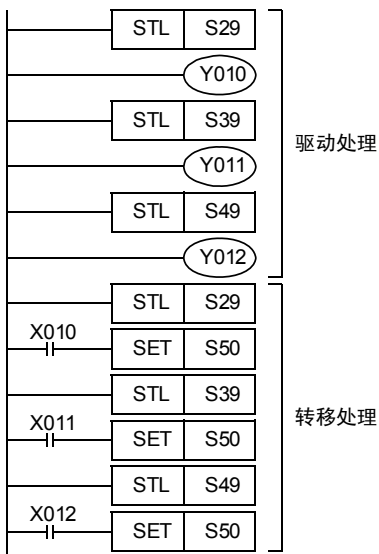 STL S29
Y010
STL S39
Y011
STL S49
Y012
驱动处理
STL S29
X010
SET S50
STL S39
X011
SET S50
STL S49
X012
SET S50
转移处理